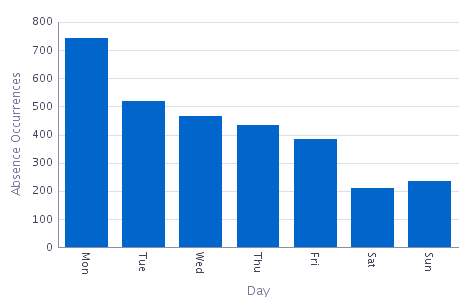 800
700
600
500
400
300
200
100
0
Absence Occurrences
Mon
Tue
Wed
Thu
Fri
Sat
Sun
Day